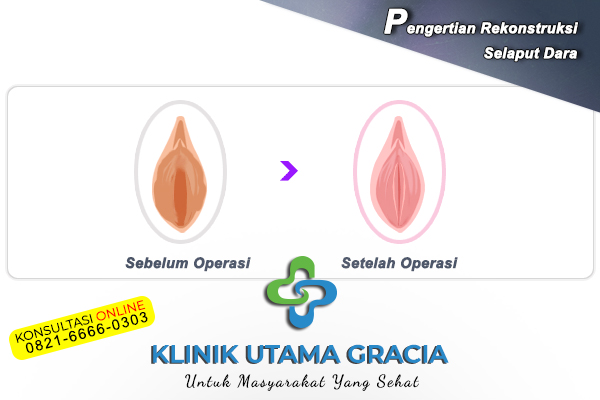 Pengertian Rekonstruksi
Selaput Dara
Sebelum Operasi
Setelah Operasi
KONSULTASI ONLINE
0821-6666-0303
KLINIK UTAMA GRACIA
Untuk Masyarakat Yang Sehat